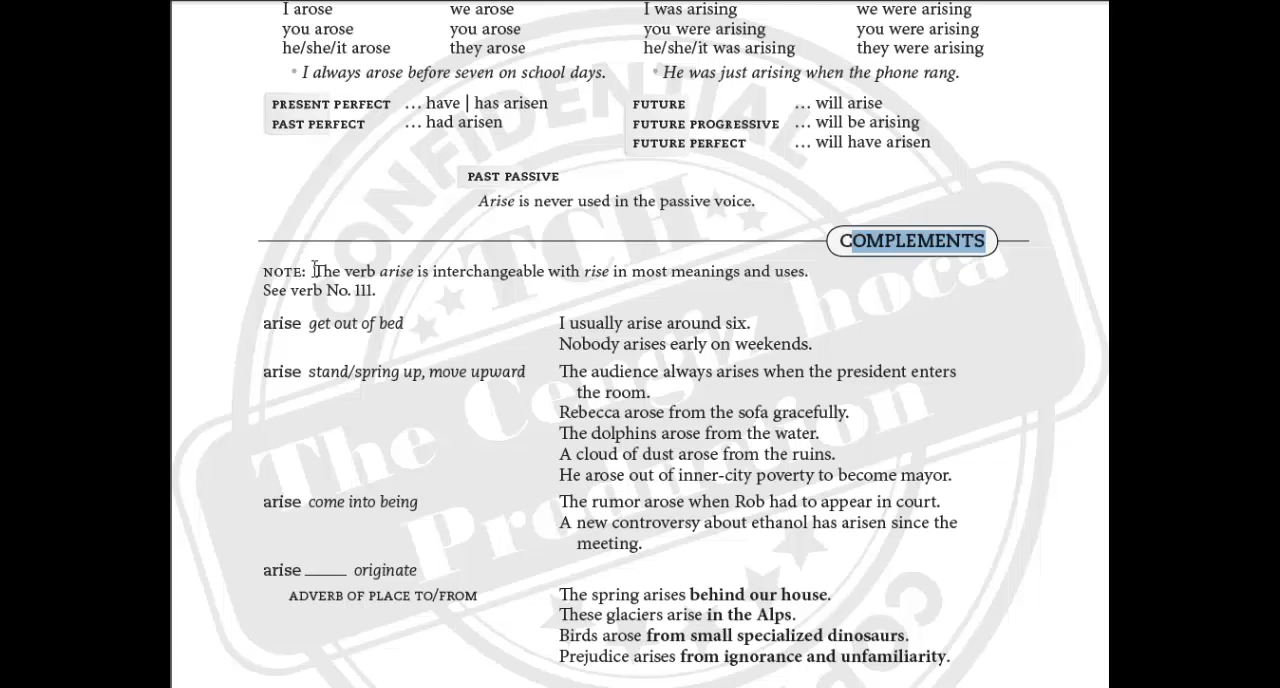 I arose we arose I was arising we were arising
you arose you arose you were arising you were arising
he/she/it arose they arose he/she/it was arising they were arising
• I always arose before seven on school days. • He was just arising when the phone rang.
PRESENT PERFECT … have | has arisen FUTURE … will arise
PAST PERFECT … had arisen FUTURE PROGRESSIVE … will be arising
FUTURE PERFECT … will have arisen
PAST PASSIVE
Arise is never used in the passive voice.
COMPLEMENTS
NOTE: The verb arise is interchangeable with rise in most meanings and uses.
See verb No. 111.
arise get out of bed I usually arise around six.
Nobody arises early on weekends.
arise stand/spring up, move upward The audience always arises when the president enters
the room.
Rebecca arose from the sofa gracefully.
The dolphins arose from the water.
A cloud of dust arose from the ruins.
He arose out of inner-city poverty to become mayor.
arise come into being The rumor arose when Rob had to appear in court.
A new controversy about ethanol has arisen since the
meeting.
arise _____ originate
ADVERB OF PLACE TO/FROM The spring arises behind our house.
These glaciers arise in the Alps.
Birds arose from small specialized dinosaurs.
Prejudice arises from ignorance and unfamiliarity.
CONFIDENTIAL
TCH
The Cengiz hoca
Production